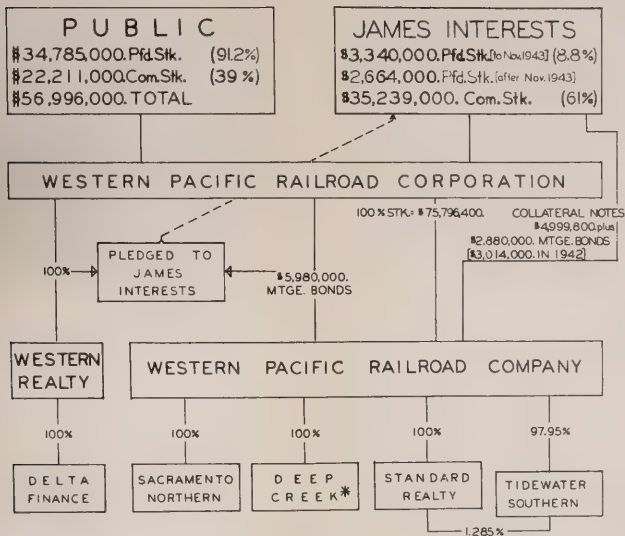 PUBLIC
$34,785,000.Pfd.Stk. (91.2%)
$22,211,000.Com.Stk. (39 %)
$56,996,000. TOTAL
JAMES INTERESTS
$3,340,000.Pfd.Stk.[to Nov.1943] (8.8%)
$2,664,000.Pfd.Stk.[after Nov.1943]
$35,239,000. Com.Stk. (61%)
WESTERN PACIFIC RAILROAD CORPORATION
100% STK.= $75,796,400.
COLLATERAL NOTES
$4,999,800.plus
$2,880,000. MTGE. BONDS
[$3,014,000. IN 1942]
100%
PLEDGED TO
JAMES
INTERESTS
$5,980,000.
MTGE. BONDS
WESTERN
REALTY
WESTERN PACIFIC RAILROAD COMPANY
100%
100%
100%
100%
97.95%
DELTA
FINANCE
SACRAMENTO
NORTHERN
DEEP
CREEK*
STANDARD
REALTY
TIDEWATER
SOUTHERN
1.285%